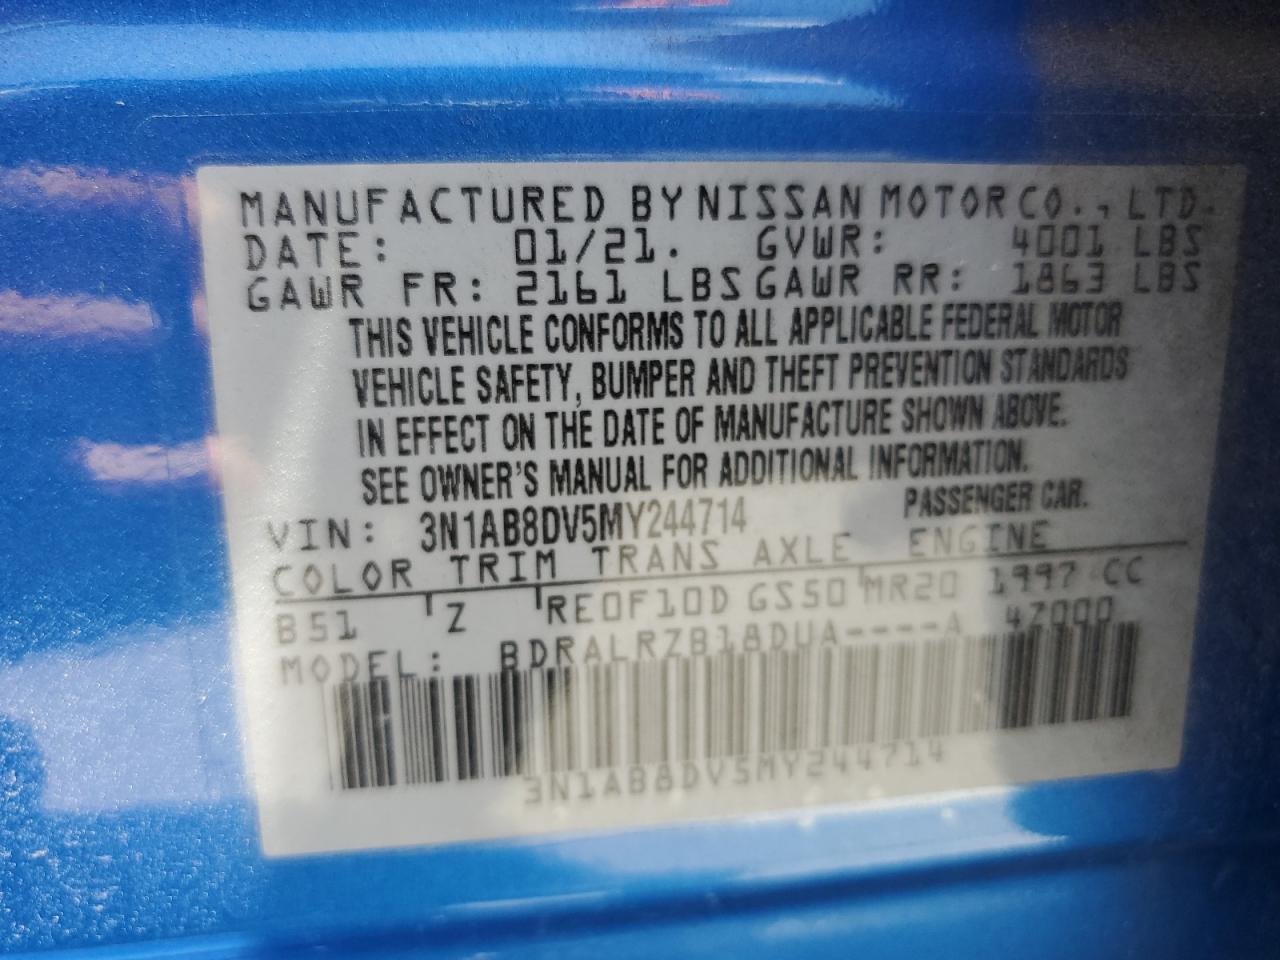 MANUFACTURED BY NISSAN MOTOR CO., LTD.
DATE: 01/21. GVWR: 4001 LBS
GAWR FR: 2161 LBS GAWR RR: 1863 LBS
THIS VEHICLE CONFORMS TO ALL APPLICABLE FEDERAL MOTOR
VEHICLE SAFETY, BUMPER AND THEFT PREVENTION STANDARDS
IN EFFECT ON THE DATE OF MANUFACTURE SHOWN ABOVE.
SEE OWNER'S MANUAL FOR ADDITIONAL INFORMATION.
VIN: 3N1AB8DV5MY244714 PASSENGER CAR.
COLOR TRIM TRANS AXLE ENGINE
B51 Z RE0F10D GS50 MR20 1997 CC
MODEL: BDRALRZB18DUA----A 47000
3N1AB8DV5MY244714